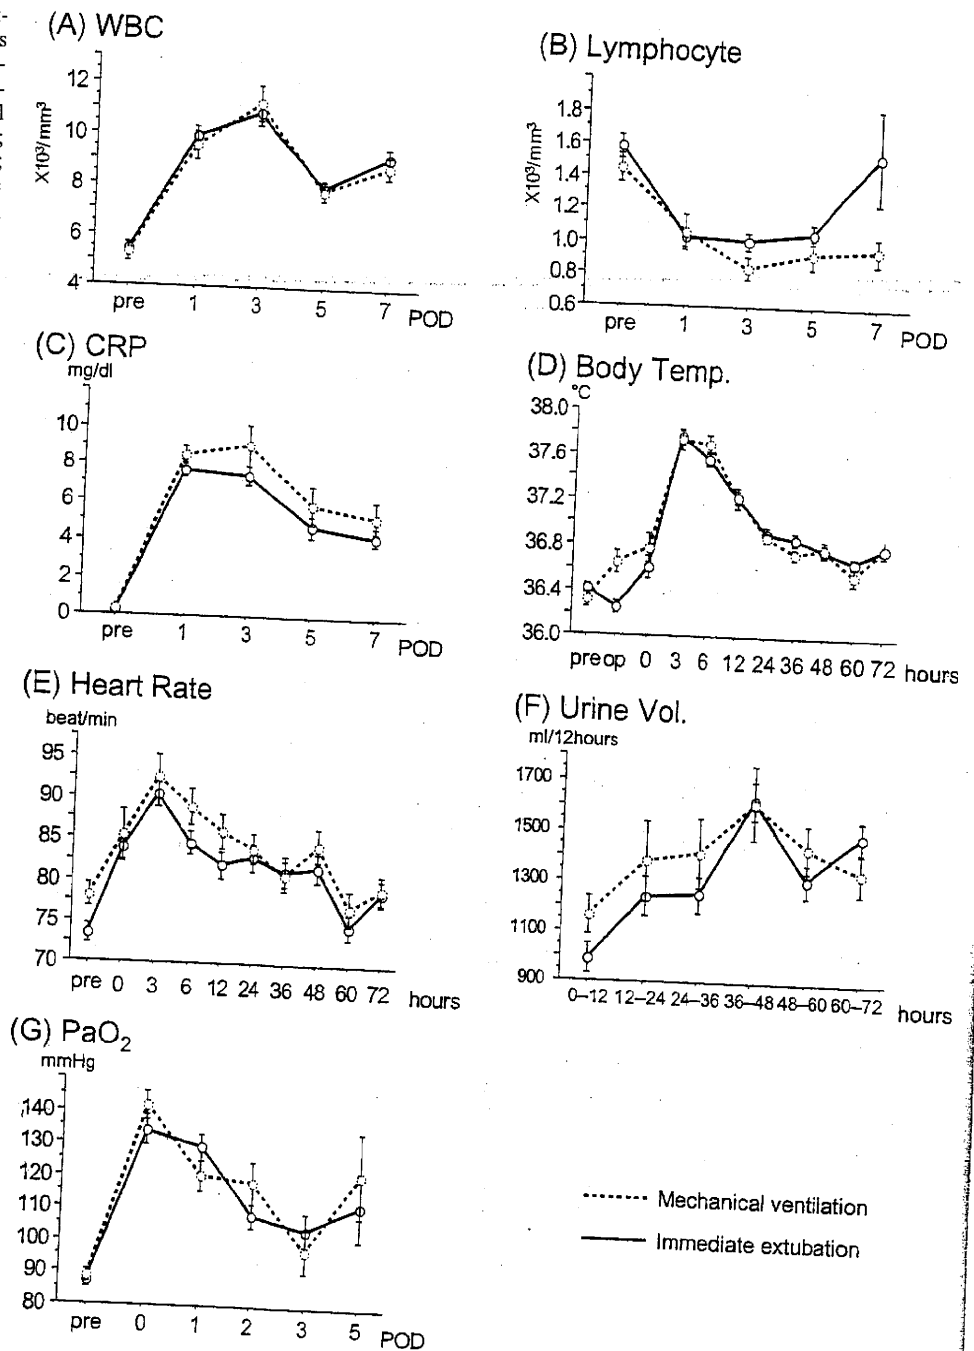 (A) WBC
X10³/mm³
12
10
8
6
4
pre 1 3 5 7 POD
(B) Lymphocyte
X10³/mm³
1.8
1.6
1.4
1.2
1.0
0.8
0.6
pre 1 3 5 7 POD
(C) CRP
mg/dl
10
8
6
4
2
0
pre 1 3 5 7 POD
(D) Body Temp.
°C
38.0
37.6
37.2
36.8
36.4
36.0
preop 0 3 6 12 24 36 48 60 72 hours
(E) Heart Rate
beat/min
95
90
85
80
75
70
pre 0 3 6 12 24 36 48 60 72 hours
(F) Urine Vol.
ml/12hours
1700
1500
1300
1100
900
0–12 12–24 24–36 36–48 48–60 60–72 hours
(G) PaO₂
mmHg
140
130
120
110
100
90
80
pre 0 1 2 3 5 POD
Mechanical ventilation
Immediate extubation